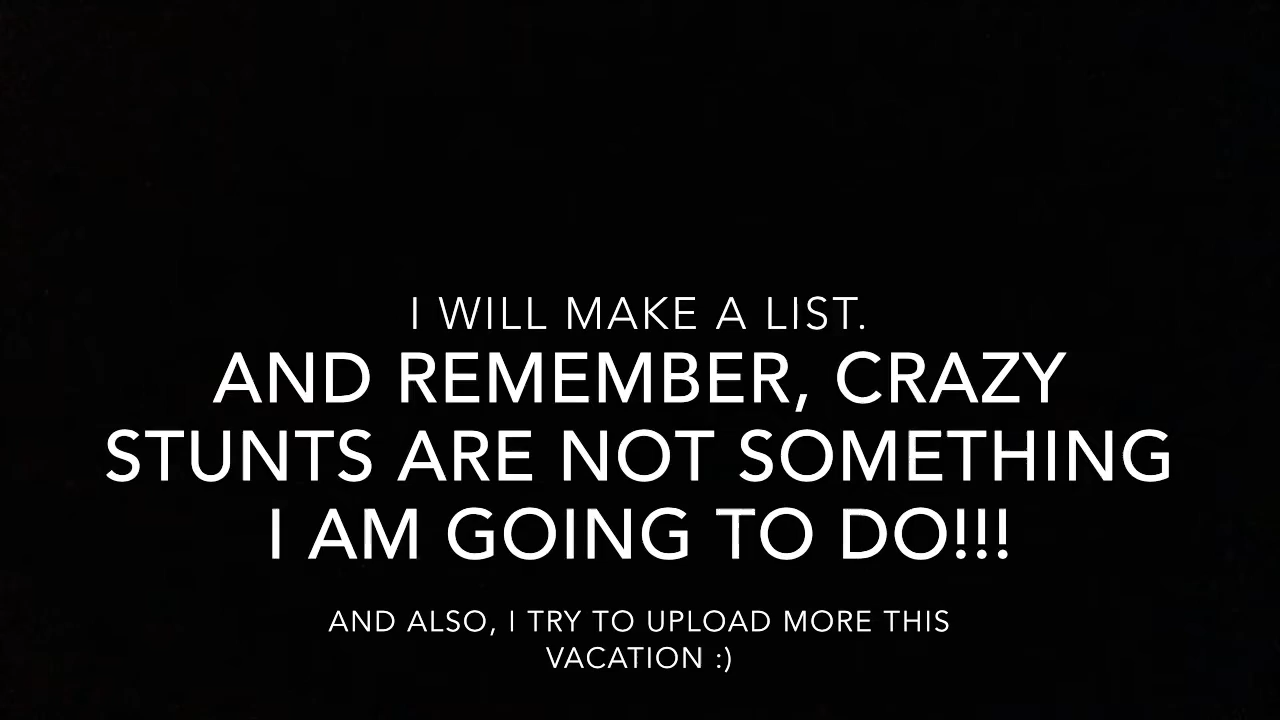 I WILL MAKE A LIST.
AND REMEMBER, CRAZY
STUNTS ARE NOT SOMETHING
I AM GOING TO DO!!!
AND ALSO, I TRY TO UPLOAD MORE THIS
VACATION :)